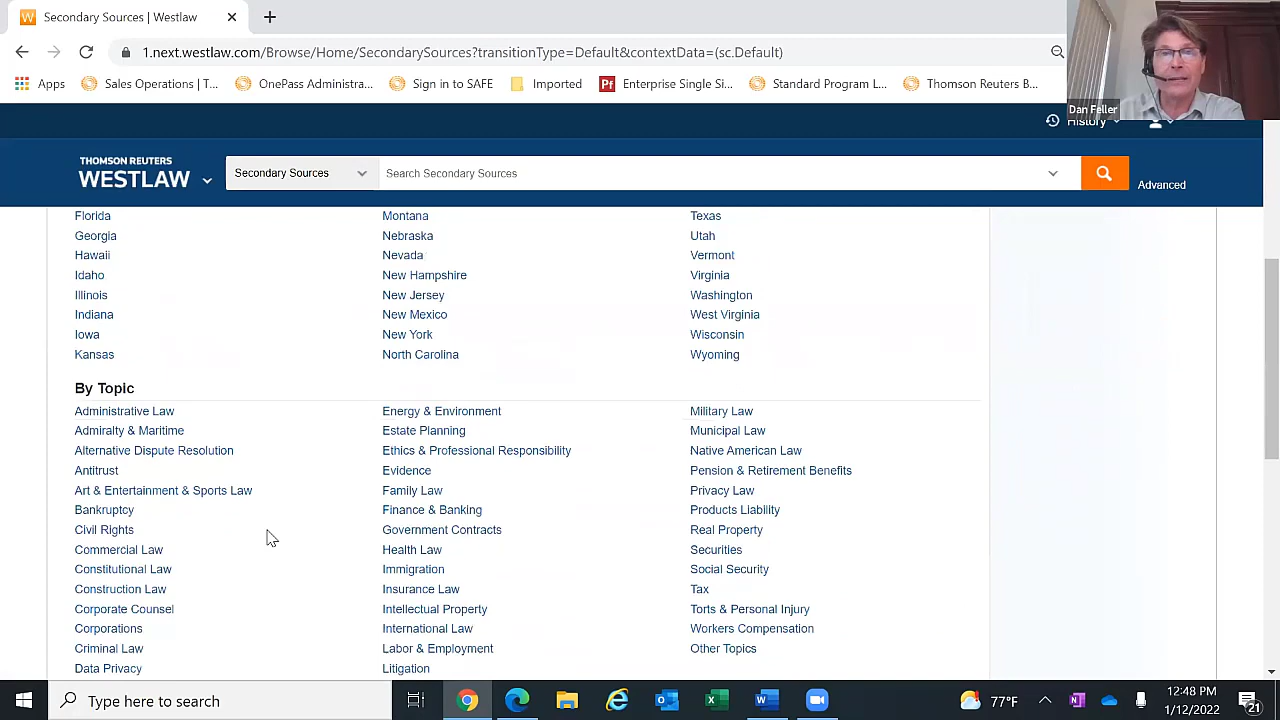 Secondary Sources | Westlaw
1.next.westlaw.com/Browse/Home/SecondarySources?transitionType=Default&contextData=(sc.Default)
Apps Sales Operations | T... OnePass Administra... Sign in to SABE Imported Enterprise Single Si... Standard Program L... Thomson Reuters B...
Dan Feller
History
THOMSON REUTERS
WESTLAW
Secondary Sources
Search Secondary Sources
Advanced
Florida Montana Texas
Georgia Nebraska Utah
Hawaii Nevada Vermont
Idaho New Hampshire Virginia
Illinois New Jersey Washington
Indiana New Mexico West Virginia
Iowa New York Wisconsin
Kansas North Carolina Wyoming
By Topic
Administrative Law Energy & Environment Military Law
Admiralty & Maritime Estate Planning Municipal Law
Alternative Dispute Resolution Ethics & Professional Responsibility Native American Law
Antitrust Evidence Pension & Retirement Benefits
Art & Entertainment & Sports Law Family Law Privacy Law
Bankruptcy Finance & Banking Products Liability
Civil Rights Government Contracts Real Property
Commercial Law Health Law Securities
Constitutional Law Immigration Social Security
Construction Law Insurance Law Tax
Corporate Counsel Intellectual Property Torts & Personal Injury
Corporations International Law Workers Compensation
Criminal Law Labor & Employment Other Topics
Data Privacy Litigation
Type here to search
77°F
12:48 PM
1/12/2022
21